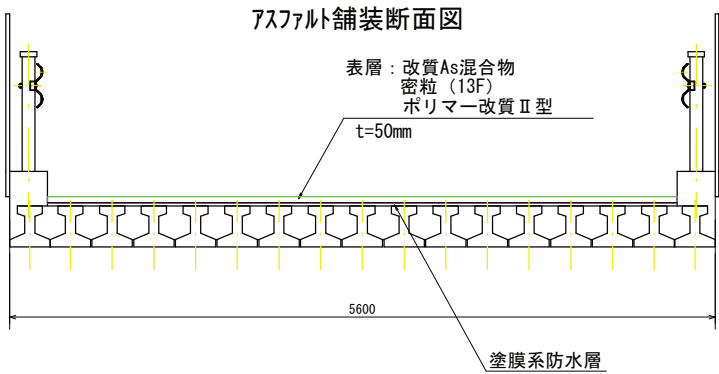 アスファルト舗装断面図
表層：改質As混合物
密粒（13F）
ポリマー改質Ⅱ型
t=50mm
5600
塗膜系防水層